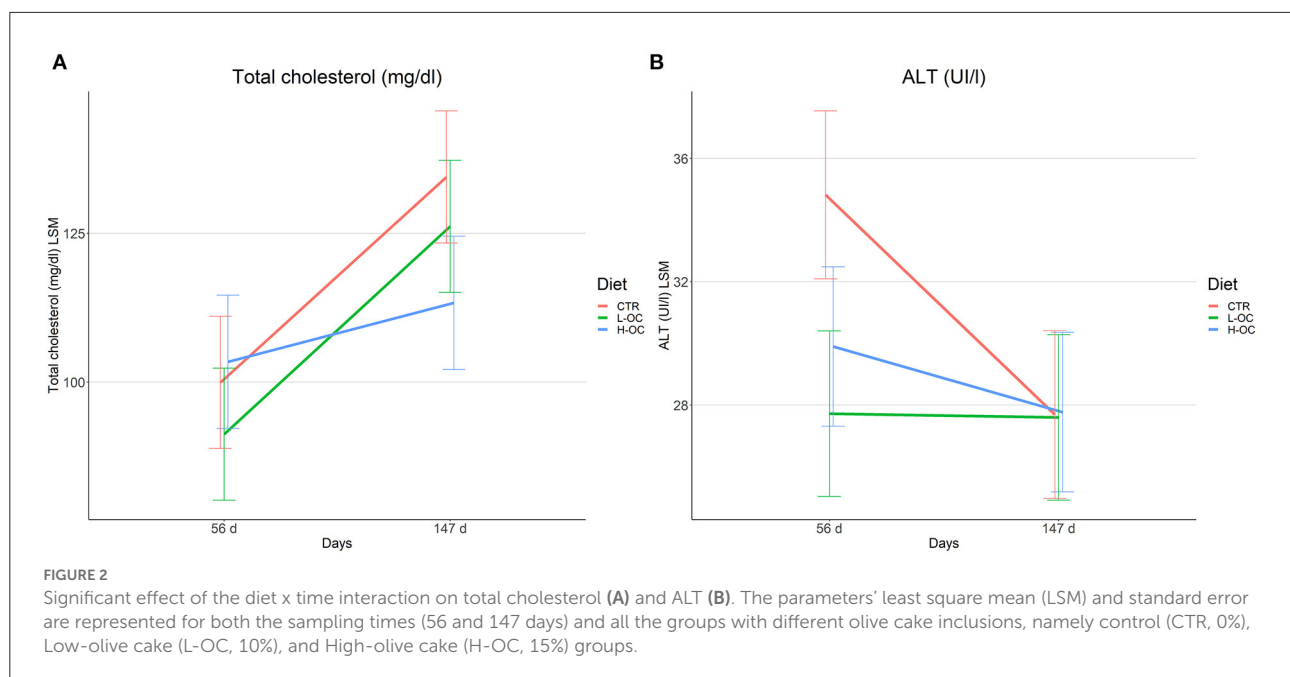 A
Total cholesterol (mg/dl)
Total cholesterol (mg/dl) LSM
125
100
56 d
147 d
Days
Diet
CTR
L-OC
H-OC
B
ALT (UI/l)
ALT (UI/l) LSM
36
32
28
56 d
147 d
Days
Diet
CTR
L-OC
H-OC
FIGURE 2
Significant effect of the diet x time interaction on total cholesterol (A) and ALT (B). The parameters' least square mean (LSM) and standard error
are represented for both the sampling times (56 and 147 days) and all the groups with different olive cake inclusions, namely control (CTR, 0%),
Low-olive cake (L-OC, 10%), and High-olive cake (H-OC, 15%) groups.